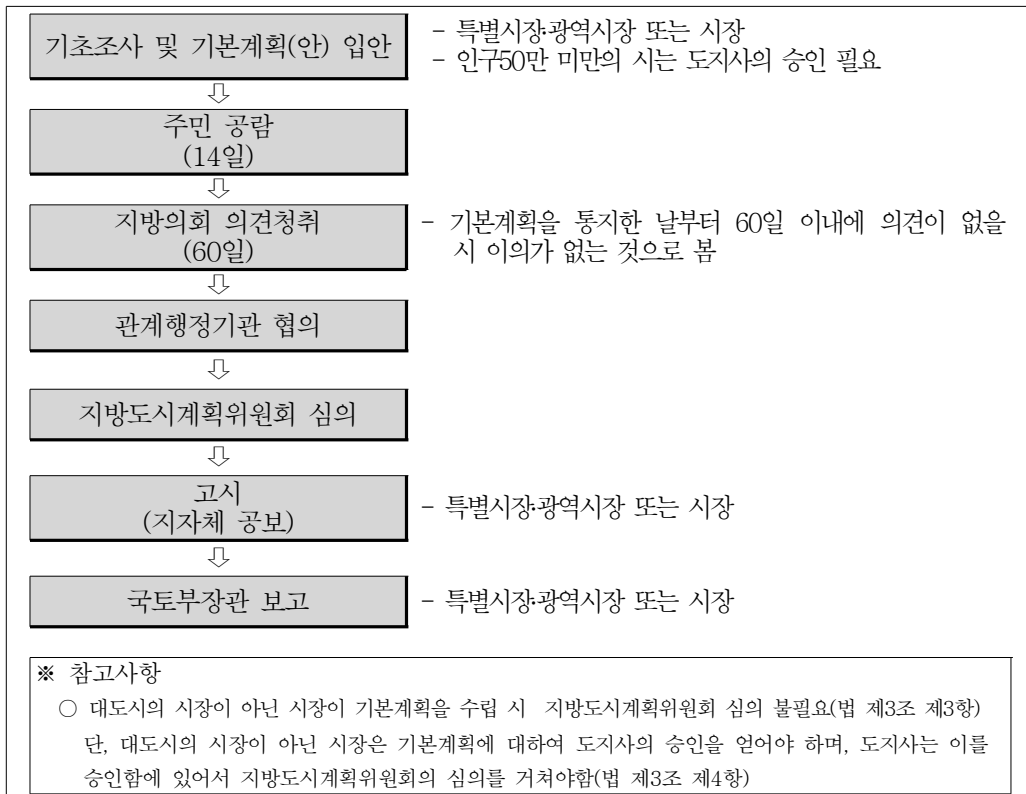 기초조사 및 기본계획(안) 입안
- 특별시장·광역시장 또는 시장
- 인구50만 미만의 시는 도지사의 승인 필요
주민 공람
(14일)
지방의회 의견청취
(60일)
- 기본계획을 통지한 날부터 60일 이내에 의견이 없을
시 이의가 없는 것으로 봄
관계행정기관 협의
지방도시계획위원회 심의
고시
(지자체 공보)
- 특별시장·광역시장 또는 시장
국토부장관 보고
- 특별시장·광역시장 또는 시장
※ 참고사항
○ 대도시의 시장이 아닌 시장이 기본계획을 수립 시 지방도시계획위원회 심의 불필요(법 제3조 제3항)
단, 대도시의 시장이 아닌 시장은 기본계획에 대하여 도지사의 승인을 얻어야 하며, 도지사는 이를
승인함에 있어서 지방도시계획위원회의 심의를 거쳐야함(법 제3조 제4항)